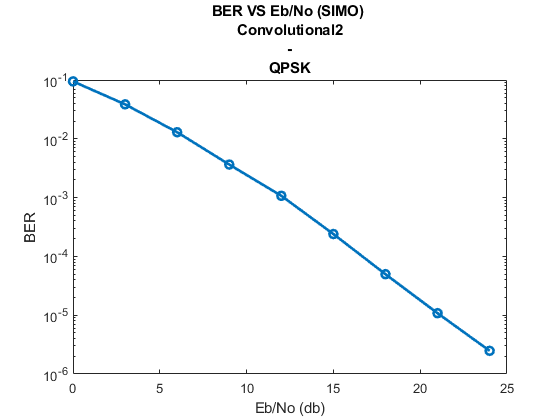 BER VS Eb/No (SIMO)
Convolutional2
-
QPSK
10-1
10-2
10-3
10-4
10-5
10-6
BER
0 5 10 15 20 25
Eb/No (db)